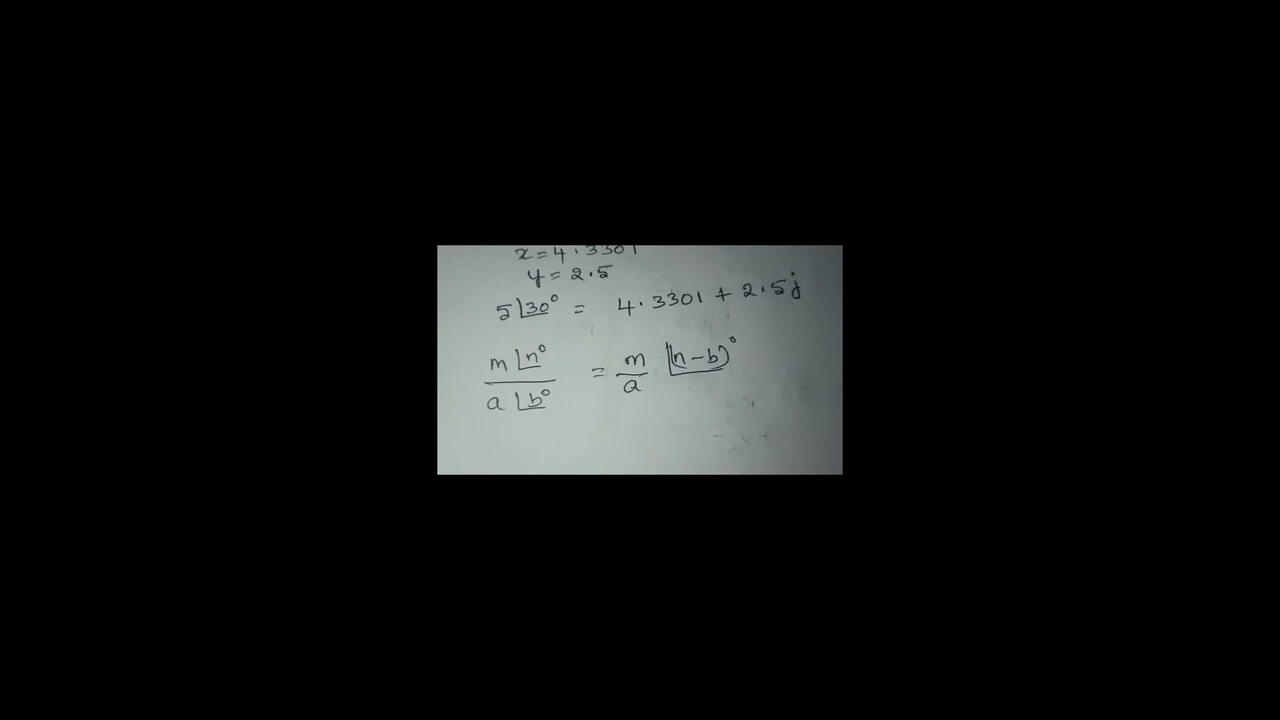 x = 4.3301
y = 2.5
5∠30° = 4.3301 + 2.5j
m∠n° / a∠b° = m/a ∠(n-b)°